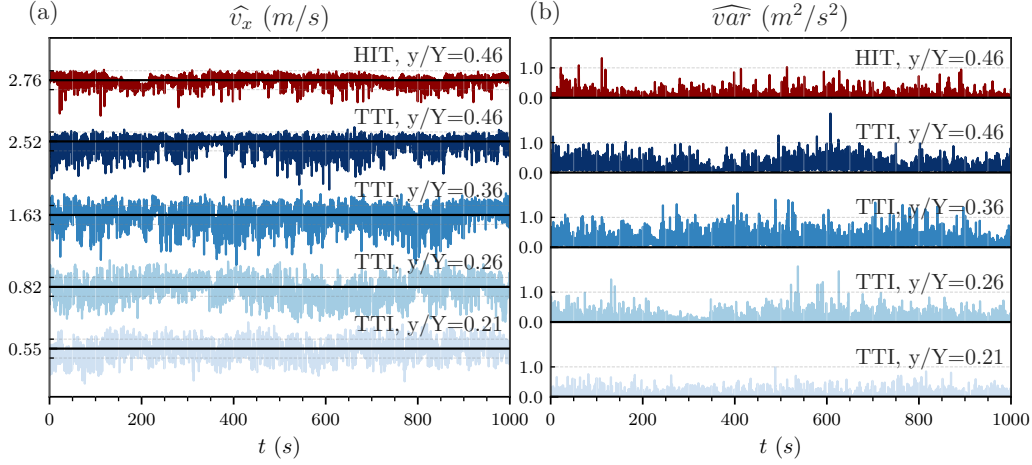 (a)
v̂_x (m/s)
HIT, y/Y=0.46
2.76
TTI, y/Y=0.46
2.52
TTI, y/Y=0.36
1.63
TTI, y/Y=0.26
0.82
TTI, y/Y=0.21
0.55
0 200 400 600 800 1000
t (s)
(b)
v̂ar (m²/s²)
HIT, y/Y=0.46
1.0
0.0
TTI, y/Y=0.46
1.0
0.0
TTI, y/Y=0.36
1.0
0.0
TTI, y/Y=0.26
1.0
0.0
TTI, y/Y=0.21
1.0
0.0
0 200 400 600 800 1000
t (s)